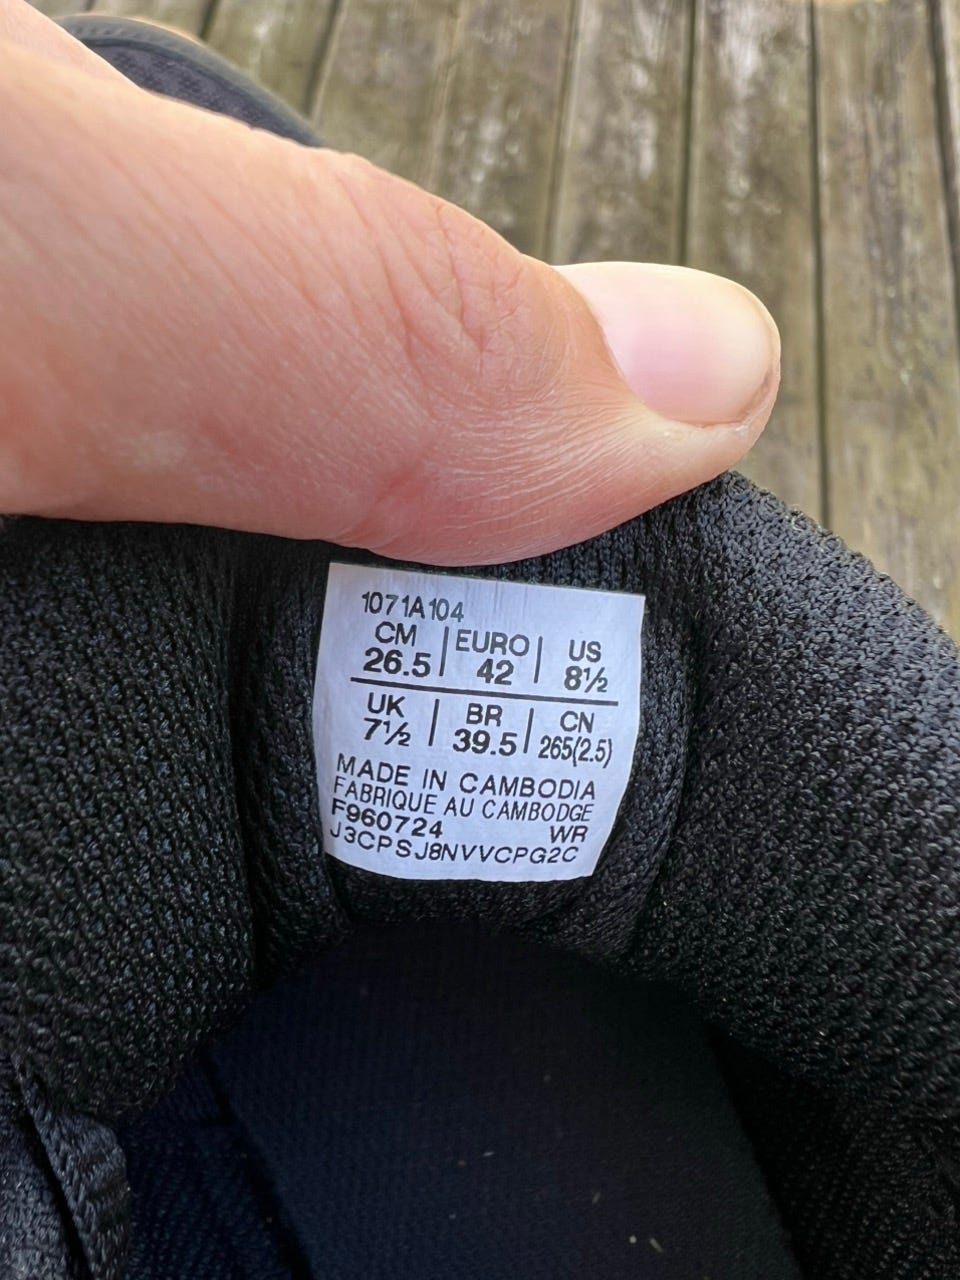 1071A104
CM | EURO | US
26.5 | 42 | 8½
UK | BR | CN
7½ | 39.5 | 265(2.5)
MADE IN CAMBODIA
FABRIQUE AU CAMBODGE
F960724 WR
J3CPSJ8NVVCPG2C